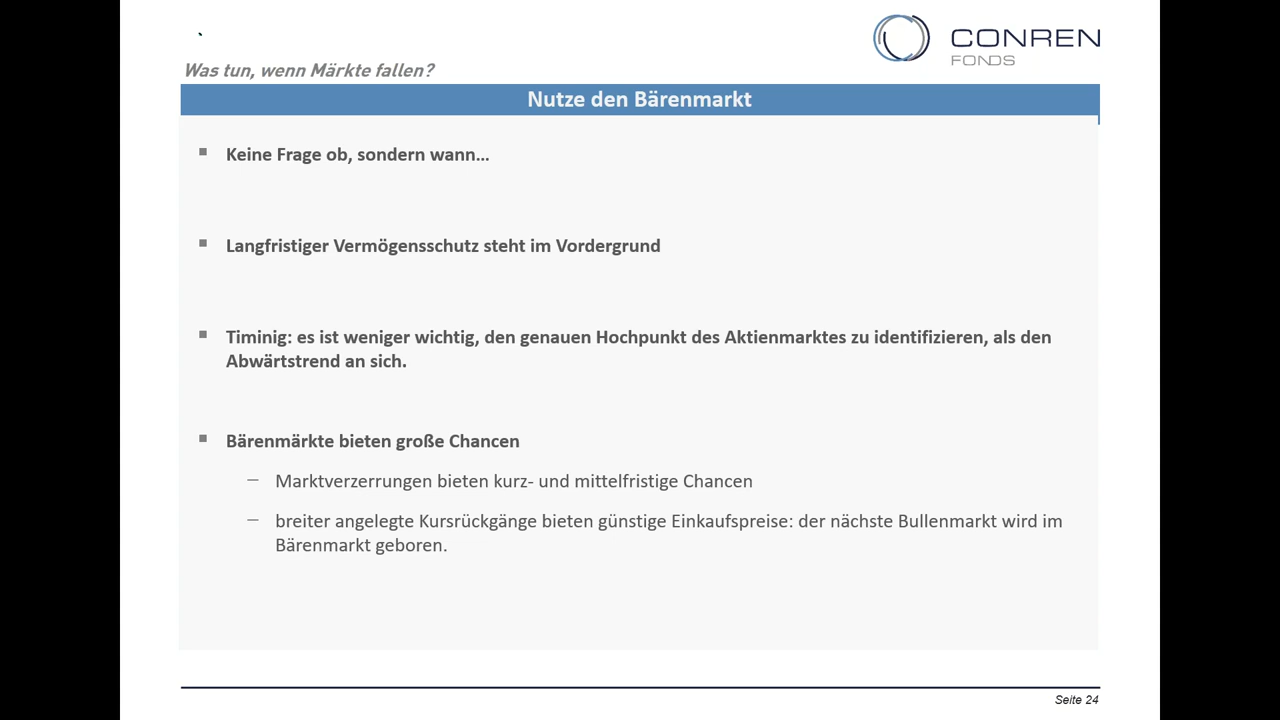 CONREN
FONDS
Was tun, wenn Märkte fallen?
Nutze den Bärenmarkt
Keine Frage ob, sondern wann...
Langfristiger Vermögensschutz steht im Vordergrund
Timinig: es ist weniger wichtig, den genauen Hochpunkt des Aktienmarktes zu identifizieren, als den
Abwärtstrend an sich.
Bärenmärkte bieten große Chancen
– Marktverzerrungen bieten kurz- und mittelfristige Chancen
– breiter angelegte Kursrückgänge bieten günstige Einkaufspreise: der nächste Bullenmarkt wird im
Bärenmarkt geboren.
Seite 24